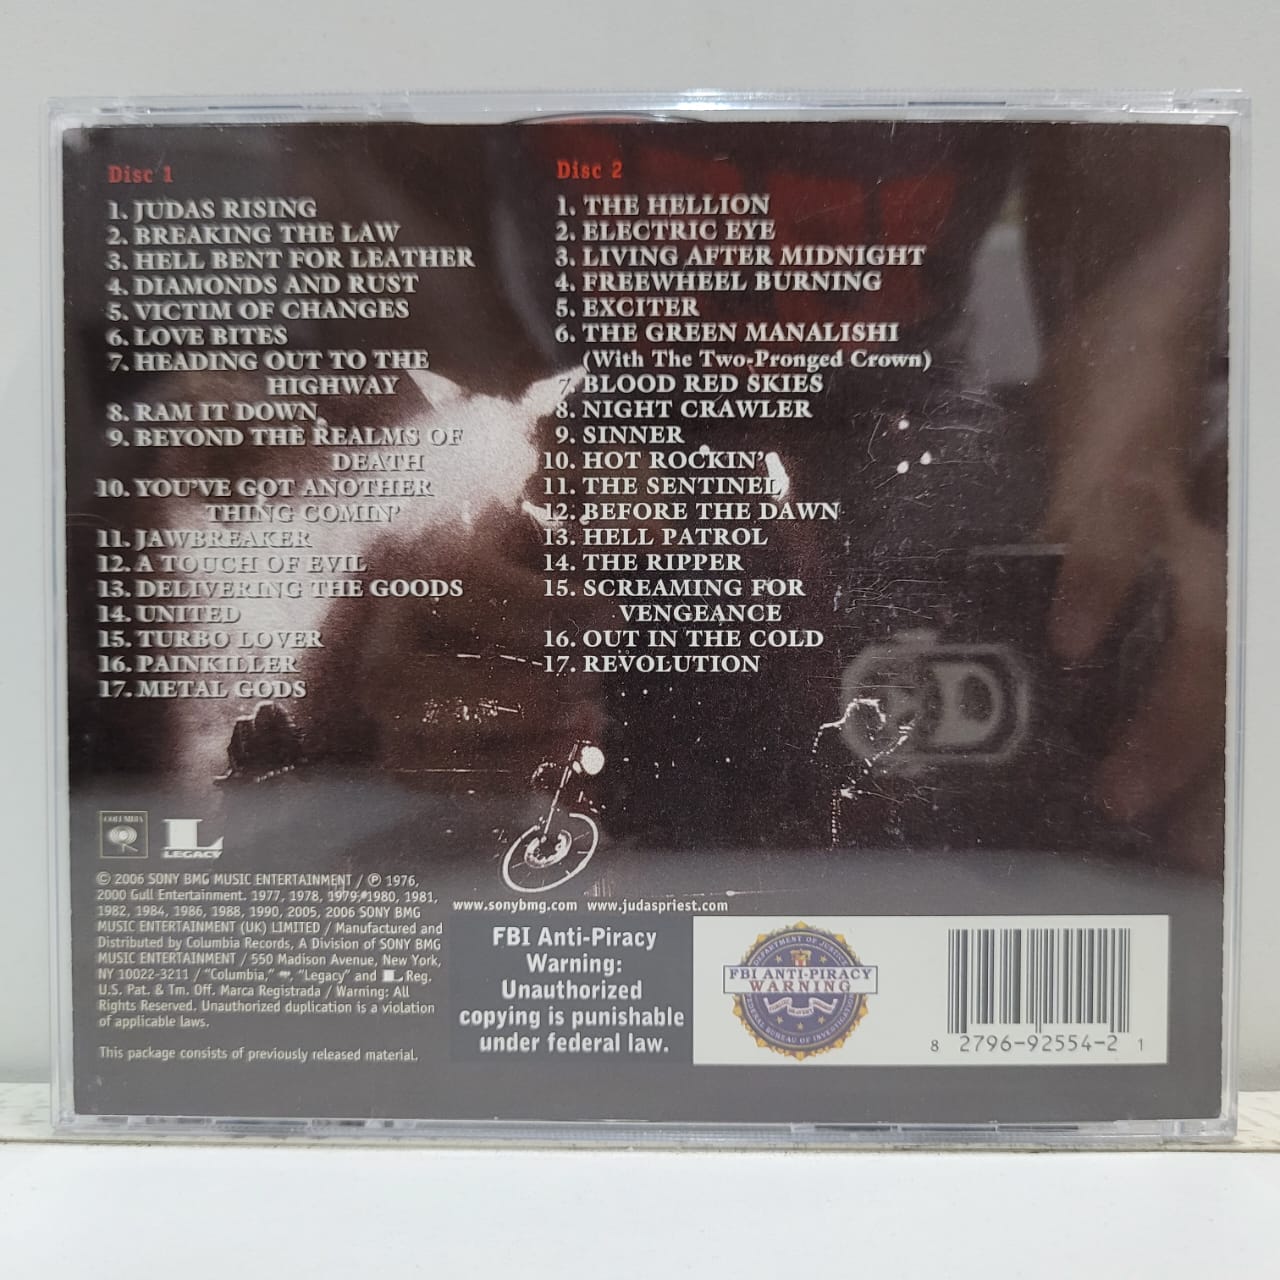 Disc 1
1. JUDAS RISING
2. BREAKING THE LAW
3. HELL BENT FOR LEATHER
4. DIAMONDS AND RUST
5. VICTIM OF CHANGES
6. LOVE BITES
7. HEADING OUT TO THE
HIGHWAY
8. RAM IT DOWN
9. BEYOND THE REALMS OF
DEATH
10. YOU'VE GOT ANOTHER
THING COMIN'
11. JAWBREAKER
12. A TOUCH OF EVIL
13. DELIVERING THE GOODS
14. UNITED
15. TURBO LOVER
16. PAINKILLER
17. METAL GODS
Disc 2
1. THE HELLION
2. ELECTRIC EYE
3. LIVING AFTER MIDNIGHT
4. FREEWHEEL BURNING
5. EXCITER
6. THE GREEN MANALISHI
(With The Two-Pronged Crown)
7. BLOOD RED SKIES
8. NIGHT CRAWLER
9. SINNER
10. HOT ROCKIN'
11. THE SENTINEL
12. BEFORE THE DAWN
13. HELL PATROL
14. THE RIPPER
15. SCREAMING FOR
VENGEANCE
16. OUT IN THE COLD
17. REVOLUTION
COLUMBIA
L
LEGACY
© 2006 SONY BMG MUSIC ENTERTAINMENT / ℗ 1976,
2000 Gull Entertainment. 1977, 1978, 1979, 1980, 1981,
1982, 1984, 1986, 1988, 1990, 2005, 2006 SONY BMG
MUSIC ENTERTAINMENT (UK) LIMITED / Manufactured and
Distributed by Columbia Records, A Division of SONY BMG
MUSIC ENTERTAINMENT / 550 Madison Avenue, New York,
NY 10022-3211 / "Columbia," , "Legacy" and L Reg.
U.S. Pat. & Tm. Off. Marca Registrada / Warning: All
Rights Reserved. Unauthorized duplication is a violation
of applicable laws.
This package consists of previously released material.
www.sonybmg.com www.judaspriest.com
FBI Anti-Piracy
Warning:
Unauthorized
copying is punishable
under federal law.
DEPARTMENT OF JUSTICE
FBI ANTI-PIRACY
WARNING
FEDERAL BUREAU OF INVESTIGATION
8 2796-92554-2 1